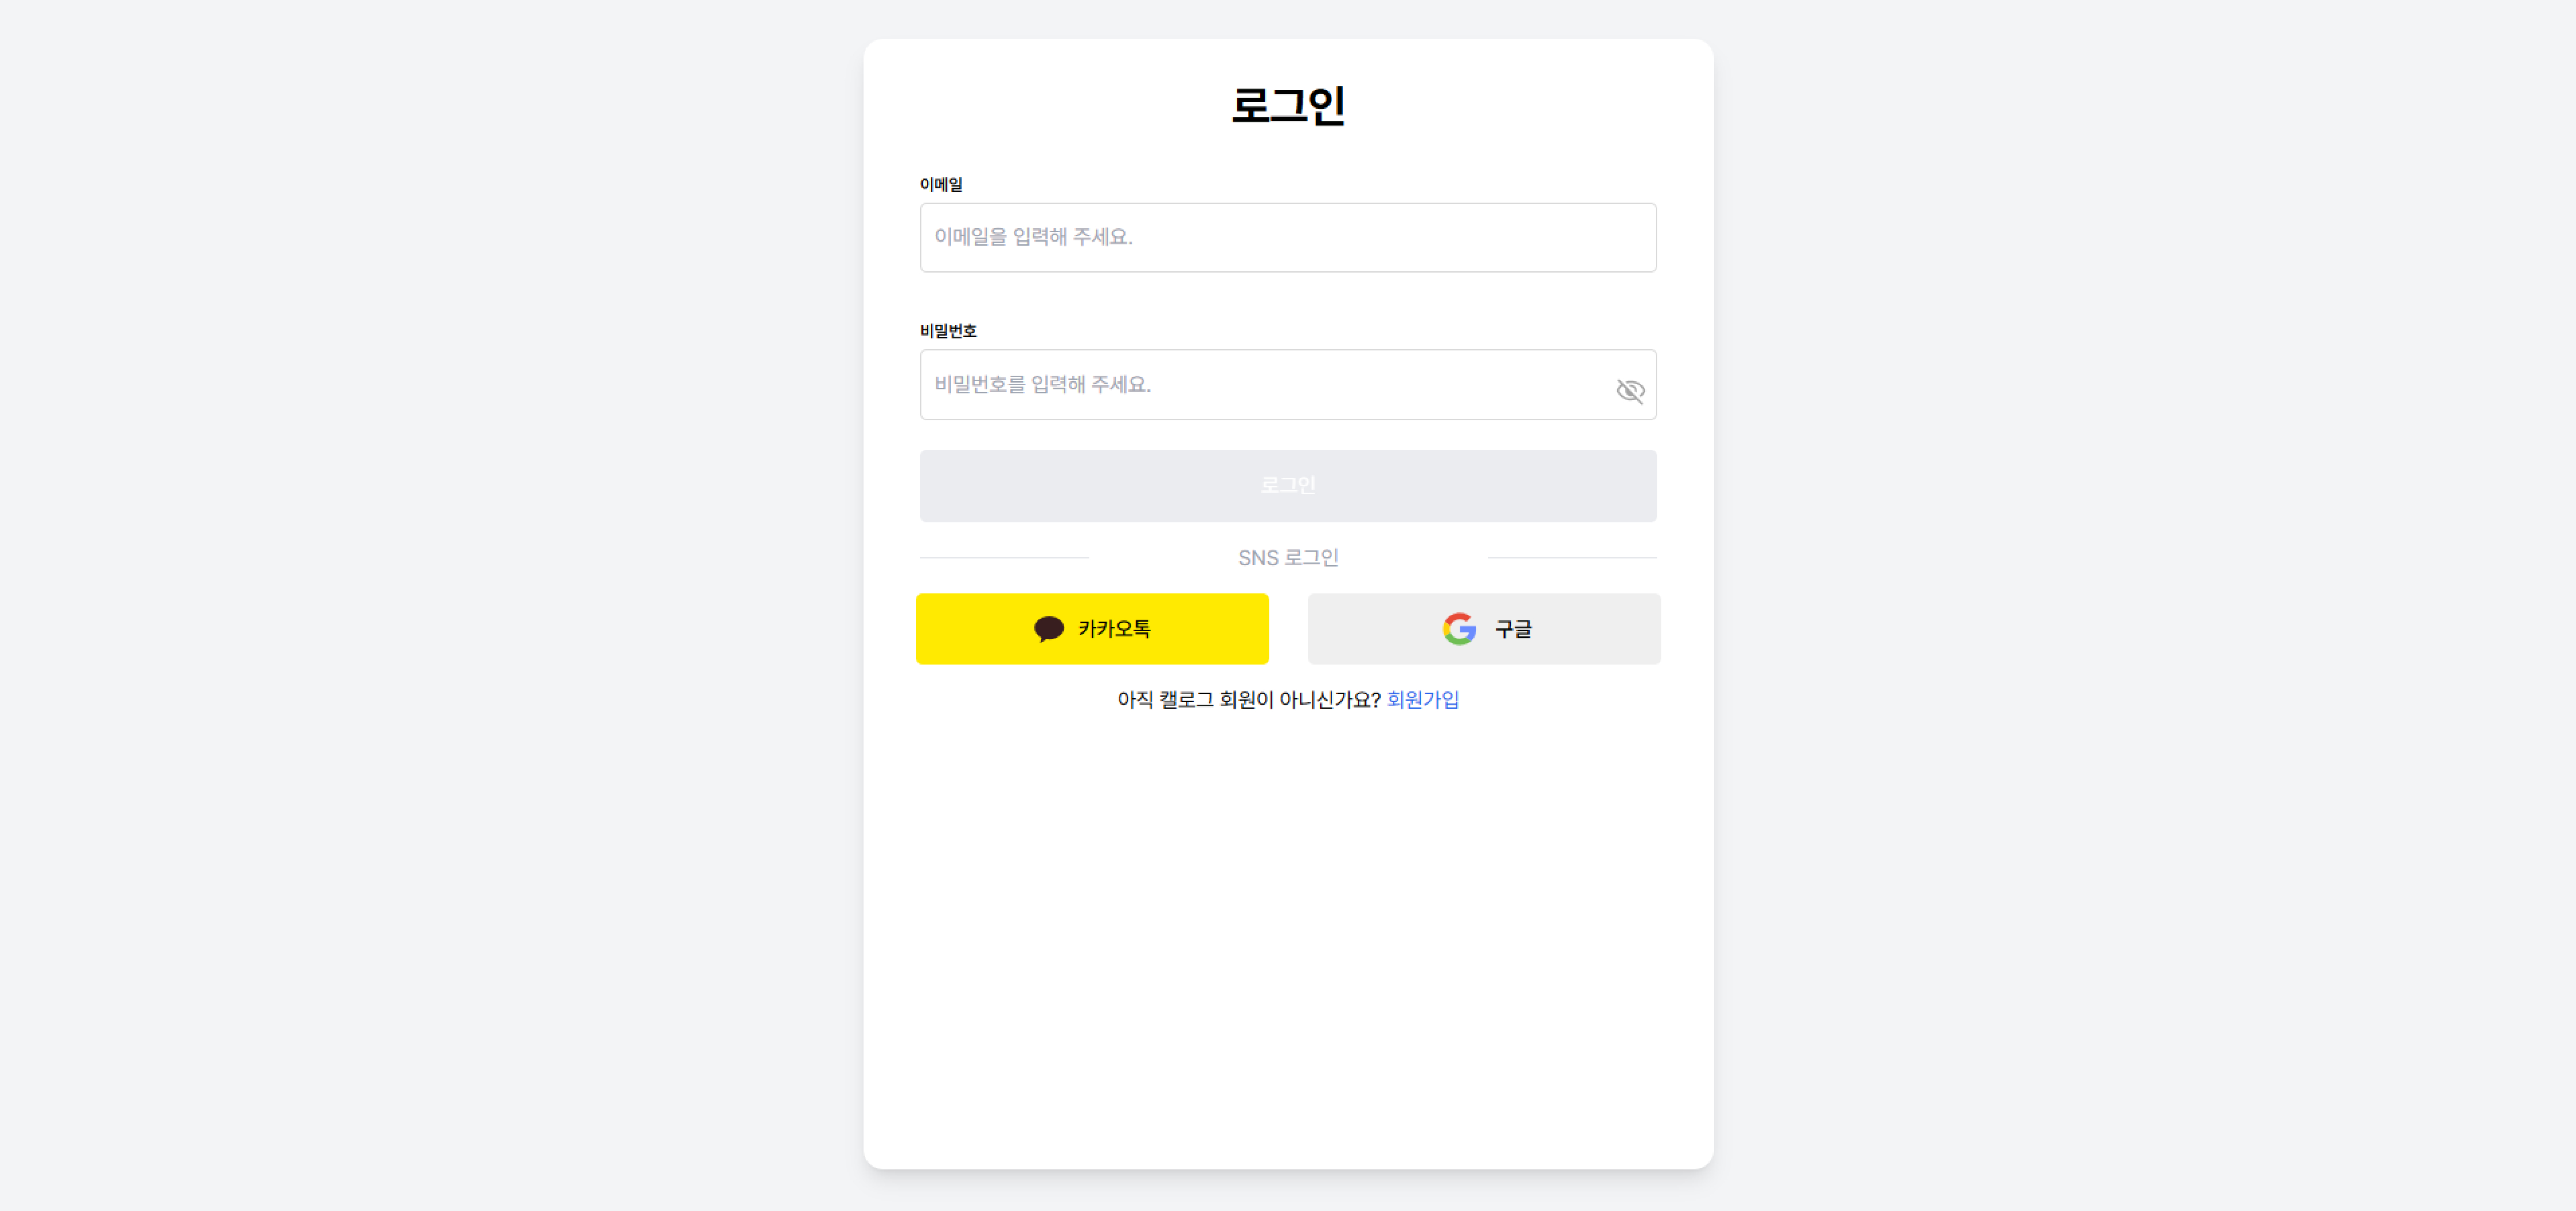 로그인
이메일
이메일을 입력해 주세요.
비밀번호
비밀번호를 입력해 주세요.
로그인
SNS 로그인
카카오톡
구글
아직 캘로그 회원이 아니신가요? 회원가입